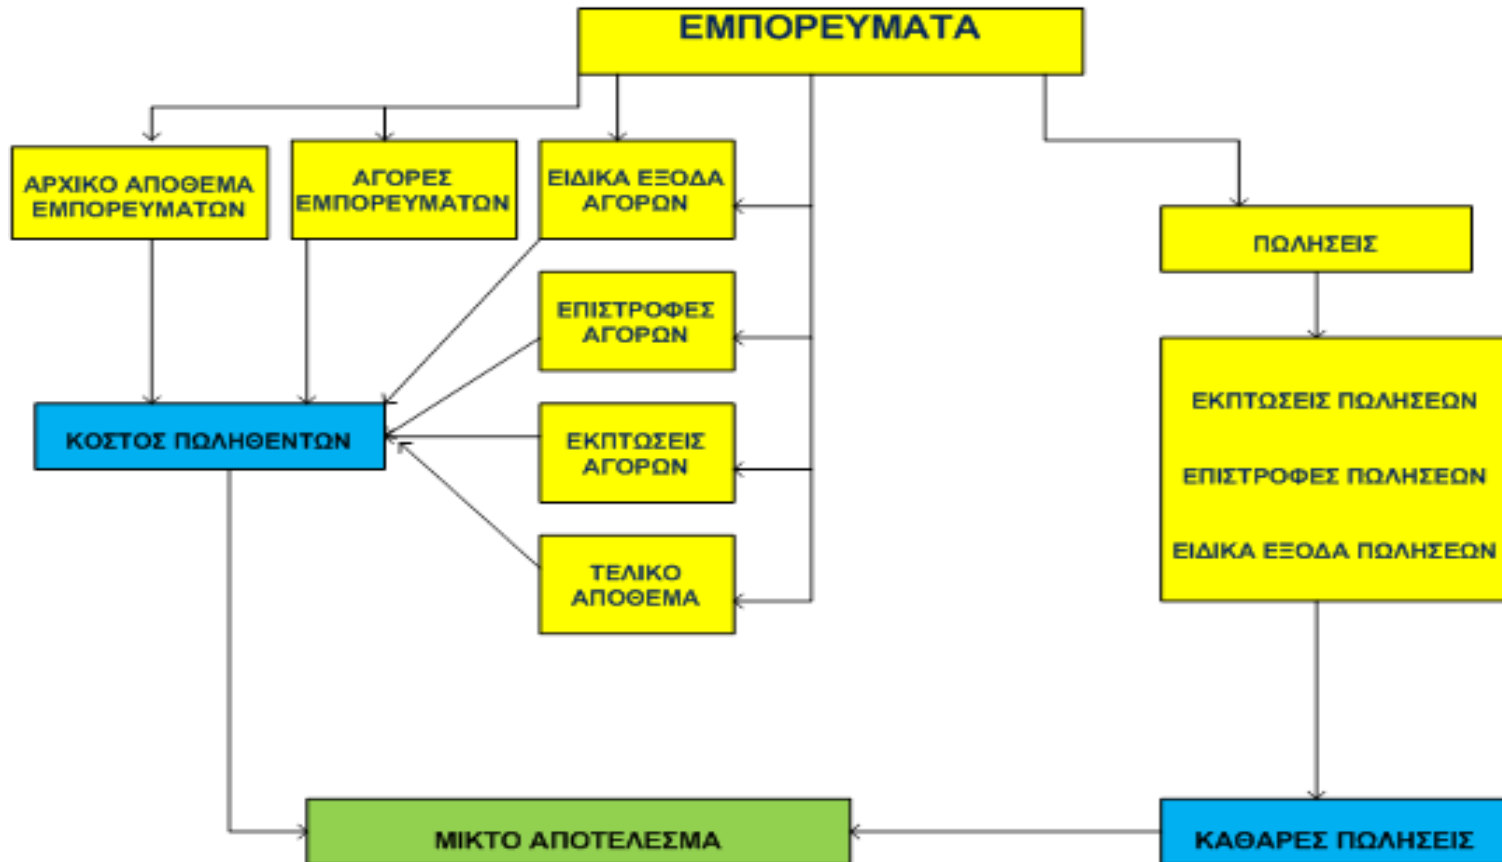 ΕΜΠΟΡΕΥΜΑΤΑ
ΑΡΧΙΚΟ ΑΠΟΘΕΜΑ
ΕΜΠΟΡΕΥΜΑΤΩΝ
ΑΓΟΡΕΣ
ΕΜΠΟΡΕΥΜΑΤΩΝ
ΕΙΔΙΚΑ ΕΞΟΔΑ
ΑΓΟΡΩΝ
ΠΩΛΗΣΕΙΣ
ΕΠΙΣΤΡΟΦΕΣ
ΑΓΟΡΩΝ
ΚΟΣΤΟΣ ΠΩΛΗΘΕΝΤΩΝ
ΕΚΠΤΩΣΕΙΣ
ΑΓΟΡΩΝ
ΤΕΛΙΚΟ
ΑΠΟΘΕΜΑ
ΕΚΠΤΩΣΕΙΣ ΠΩΛΗΣΕΩΝ
ΕΠΙΣΤΡΟΦΕΣ ΠΩΛΗΣΕΩΝ
ΕΙΔΙΚΑ ΕΞΟΔΑ ΠΩΛΗΣΕΩΝ
ΜΙΚΤΟ ΑΠΟΤΕΛΕΣΜΑ
ΚΑΘΑΡΕΣ ΠΩΛΗΣΕΙΣ